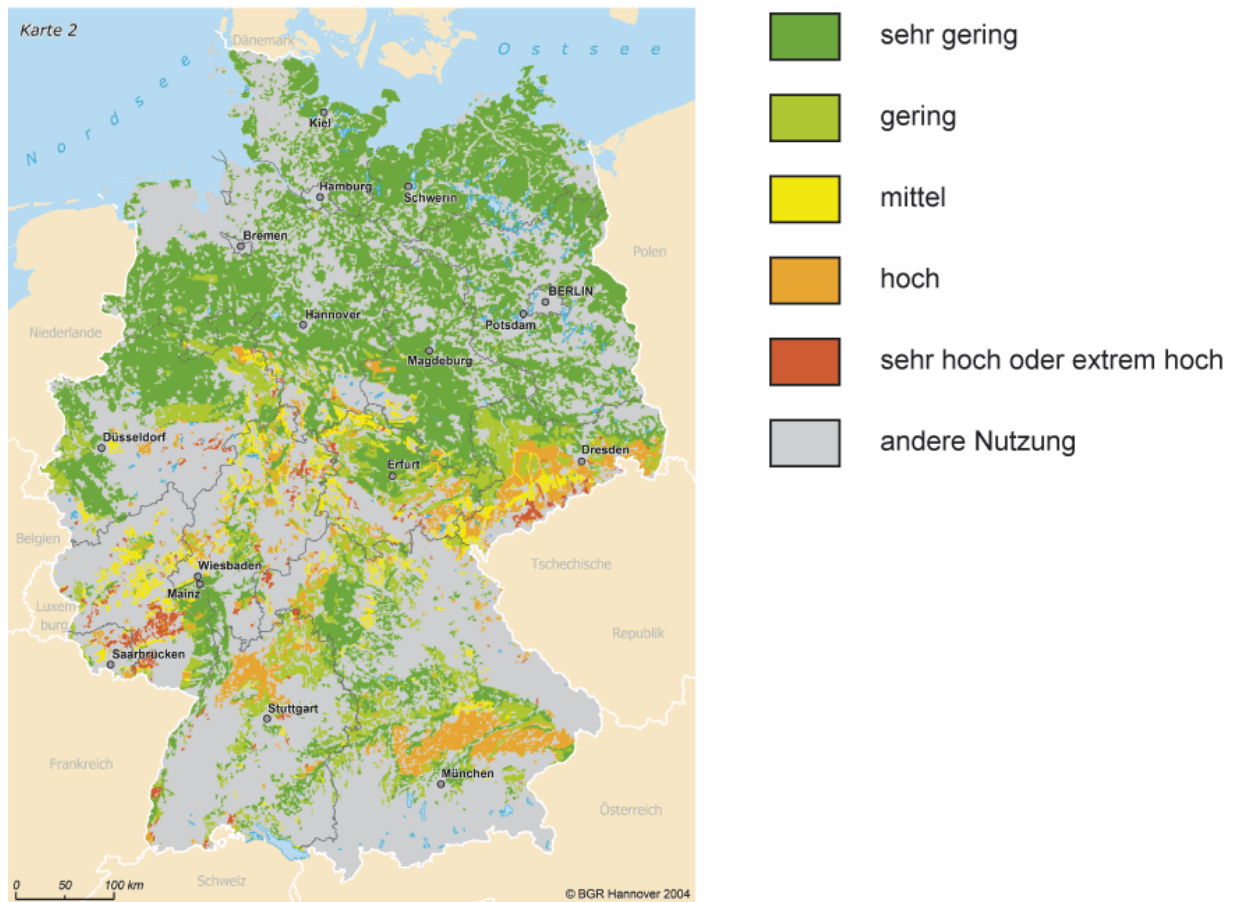 Karte 2
Dänemark
Ostsee
Nordsee
Kiel
Hamburg
Schwerin
Bremen
Polen
BERLIN
Hannover
Potsdam
Niederlande
Magdeburg
Düsseldorf
Dresden
Erfurt
Belgien
Tschechische
Wiesbaden
Mainz
Luxem
burg
Republik
Saarbrücken
Stuttgart
Frankreich
München
Österreich
Schweiz
0 50 100 km
© BGR Hannover 2004
sehr gering
gering
mittel
hoch
sehr hoch oder extrem hoch
andere Nutzung